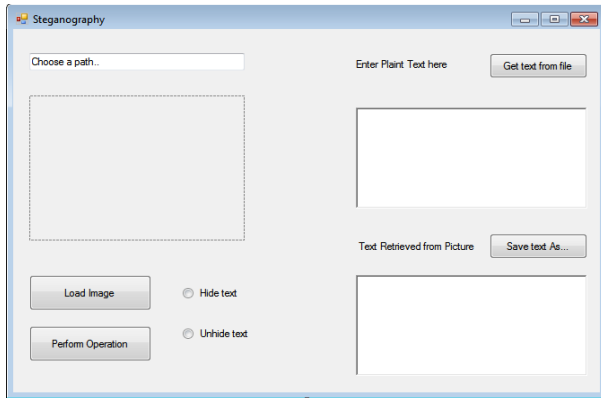 Steganography
Choose a path..
Enter Plaint Text here
Get text from file
Text Retrieved from Picture
Save text As...
Load Image
Hide text
Perform Operation
Unhide text